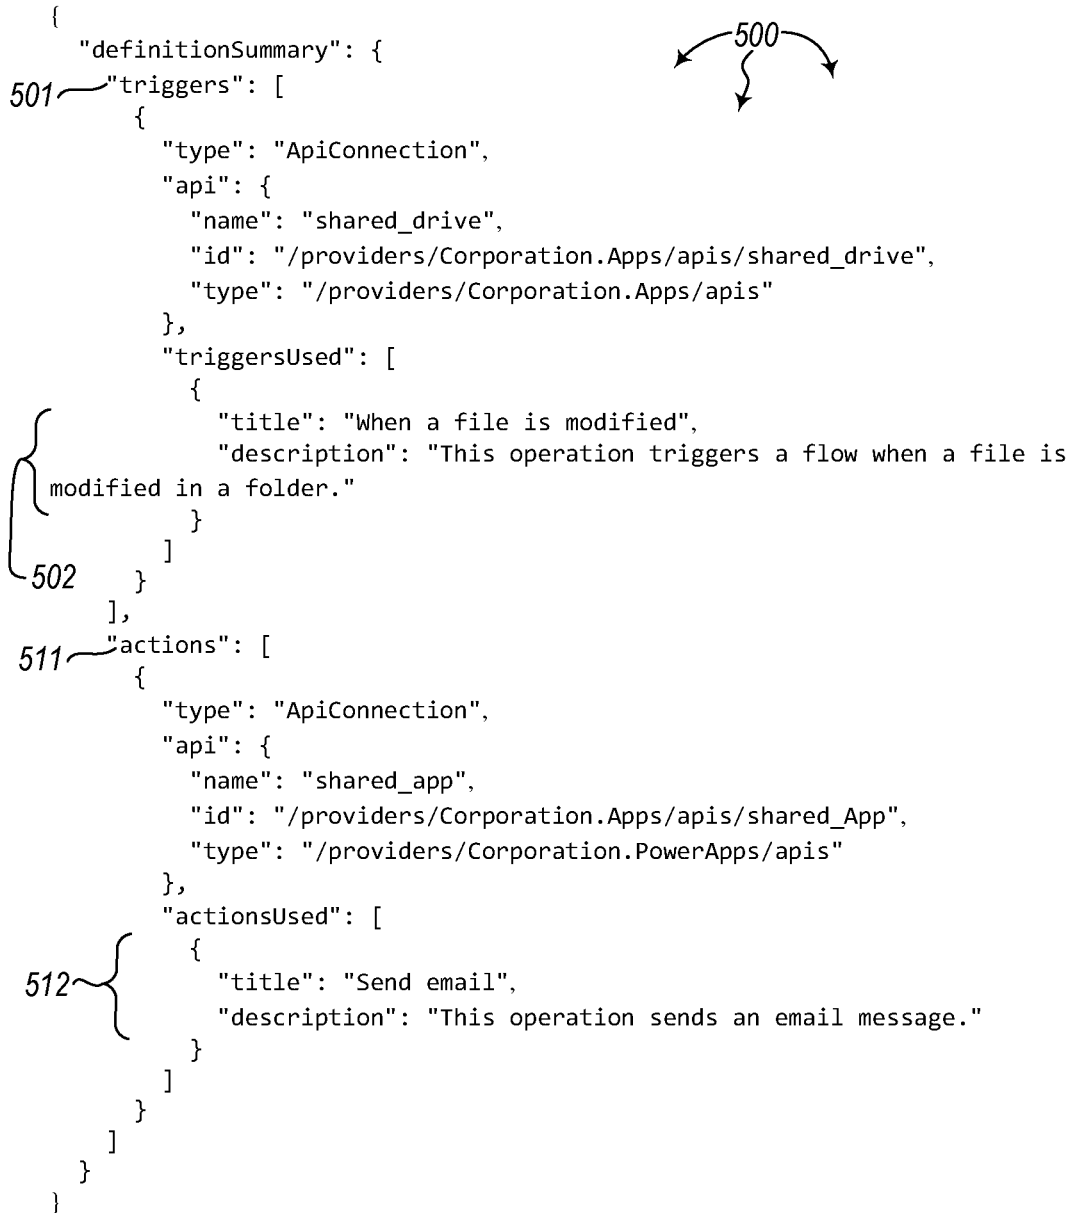 {
"definitionSummary": {
500
501 "triggers": [
{
"type": "ApiConnection",
"api": {
"name": "shared_drive",
"id": "/providers/Corporation.Apps/apis/shared_drive",
"type": "/providers/Corporation.Apps/apis"
},
"triggersUsed": [
{
"title": "When a file is modified",
"description": "This operation triggers a flow when a file is
modified in a folder."
}
]
502 }
],
511 "actions": [
{
"type": "ApiConnection",
"api": {
"name": "shared_app",
"id": "/providers/Corporation.Apps/apis/shared_App",
"type": "/providers/Corporation.PowerApps/apis"
},
"actionsUsed": [
{
512 "title": "Send email",
"description": "This operation sends an email message."
}
]
}
]
}
}